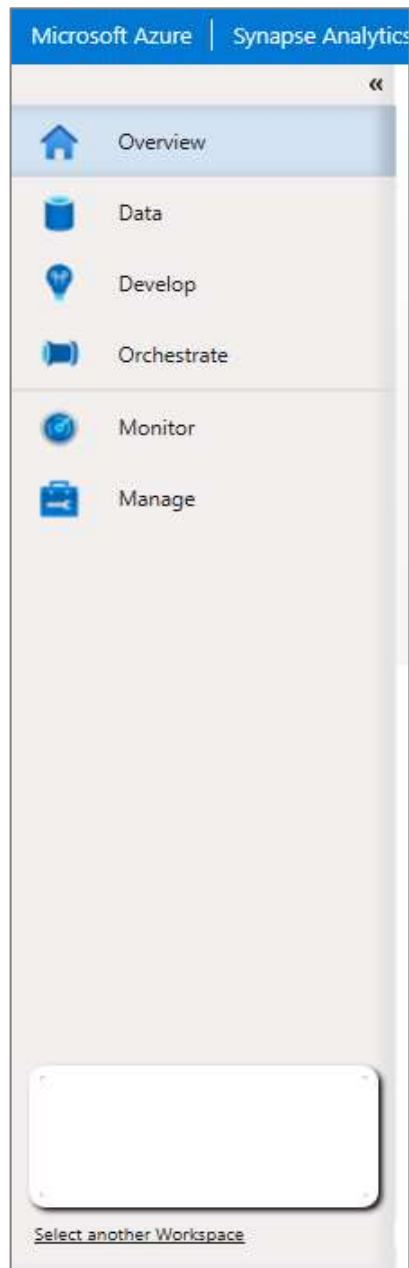 Microsoft Azure | Synapse Analytics
«
Overview
Data
Develop
Orchestrate
Monitor
Manage
Select another Workspace